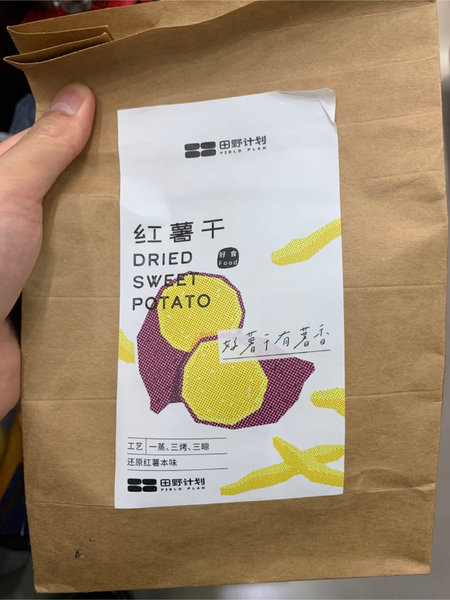 田野计划
FIELD PLAN
红薯干
DRIED
SWEET
POTATO
好食
Food
好薯干有薯香
工艺 一蒸、三烤、三晾
还原红薯本味
田野计划
FIELD PLAN